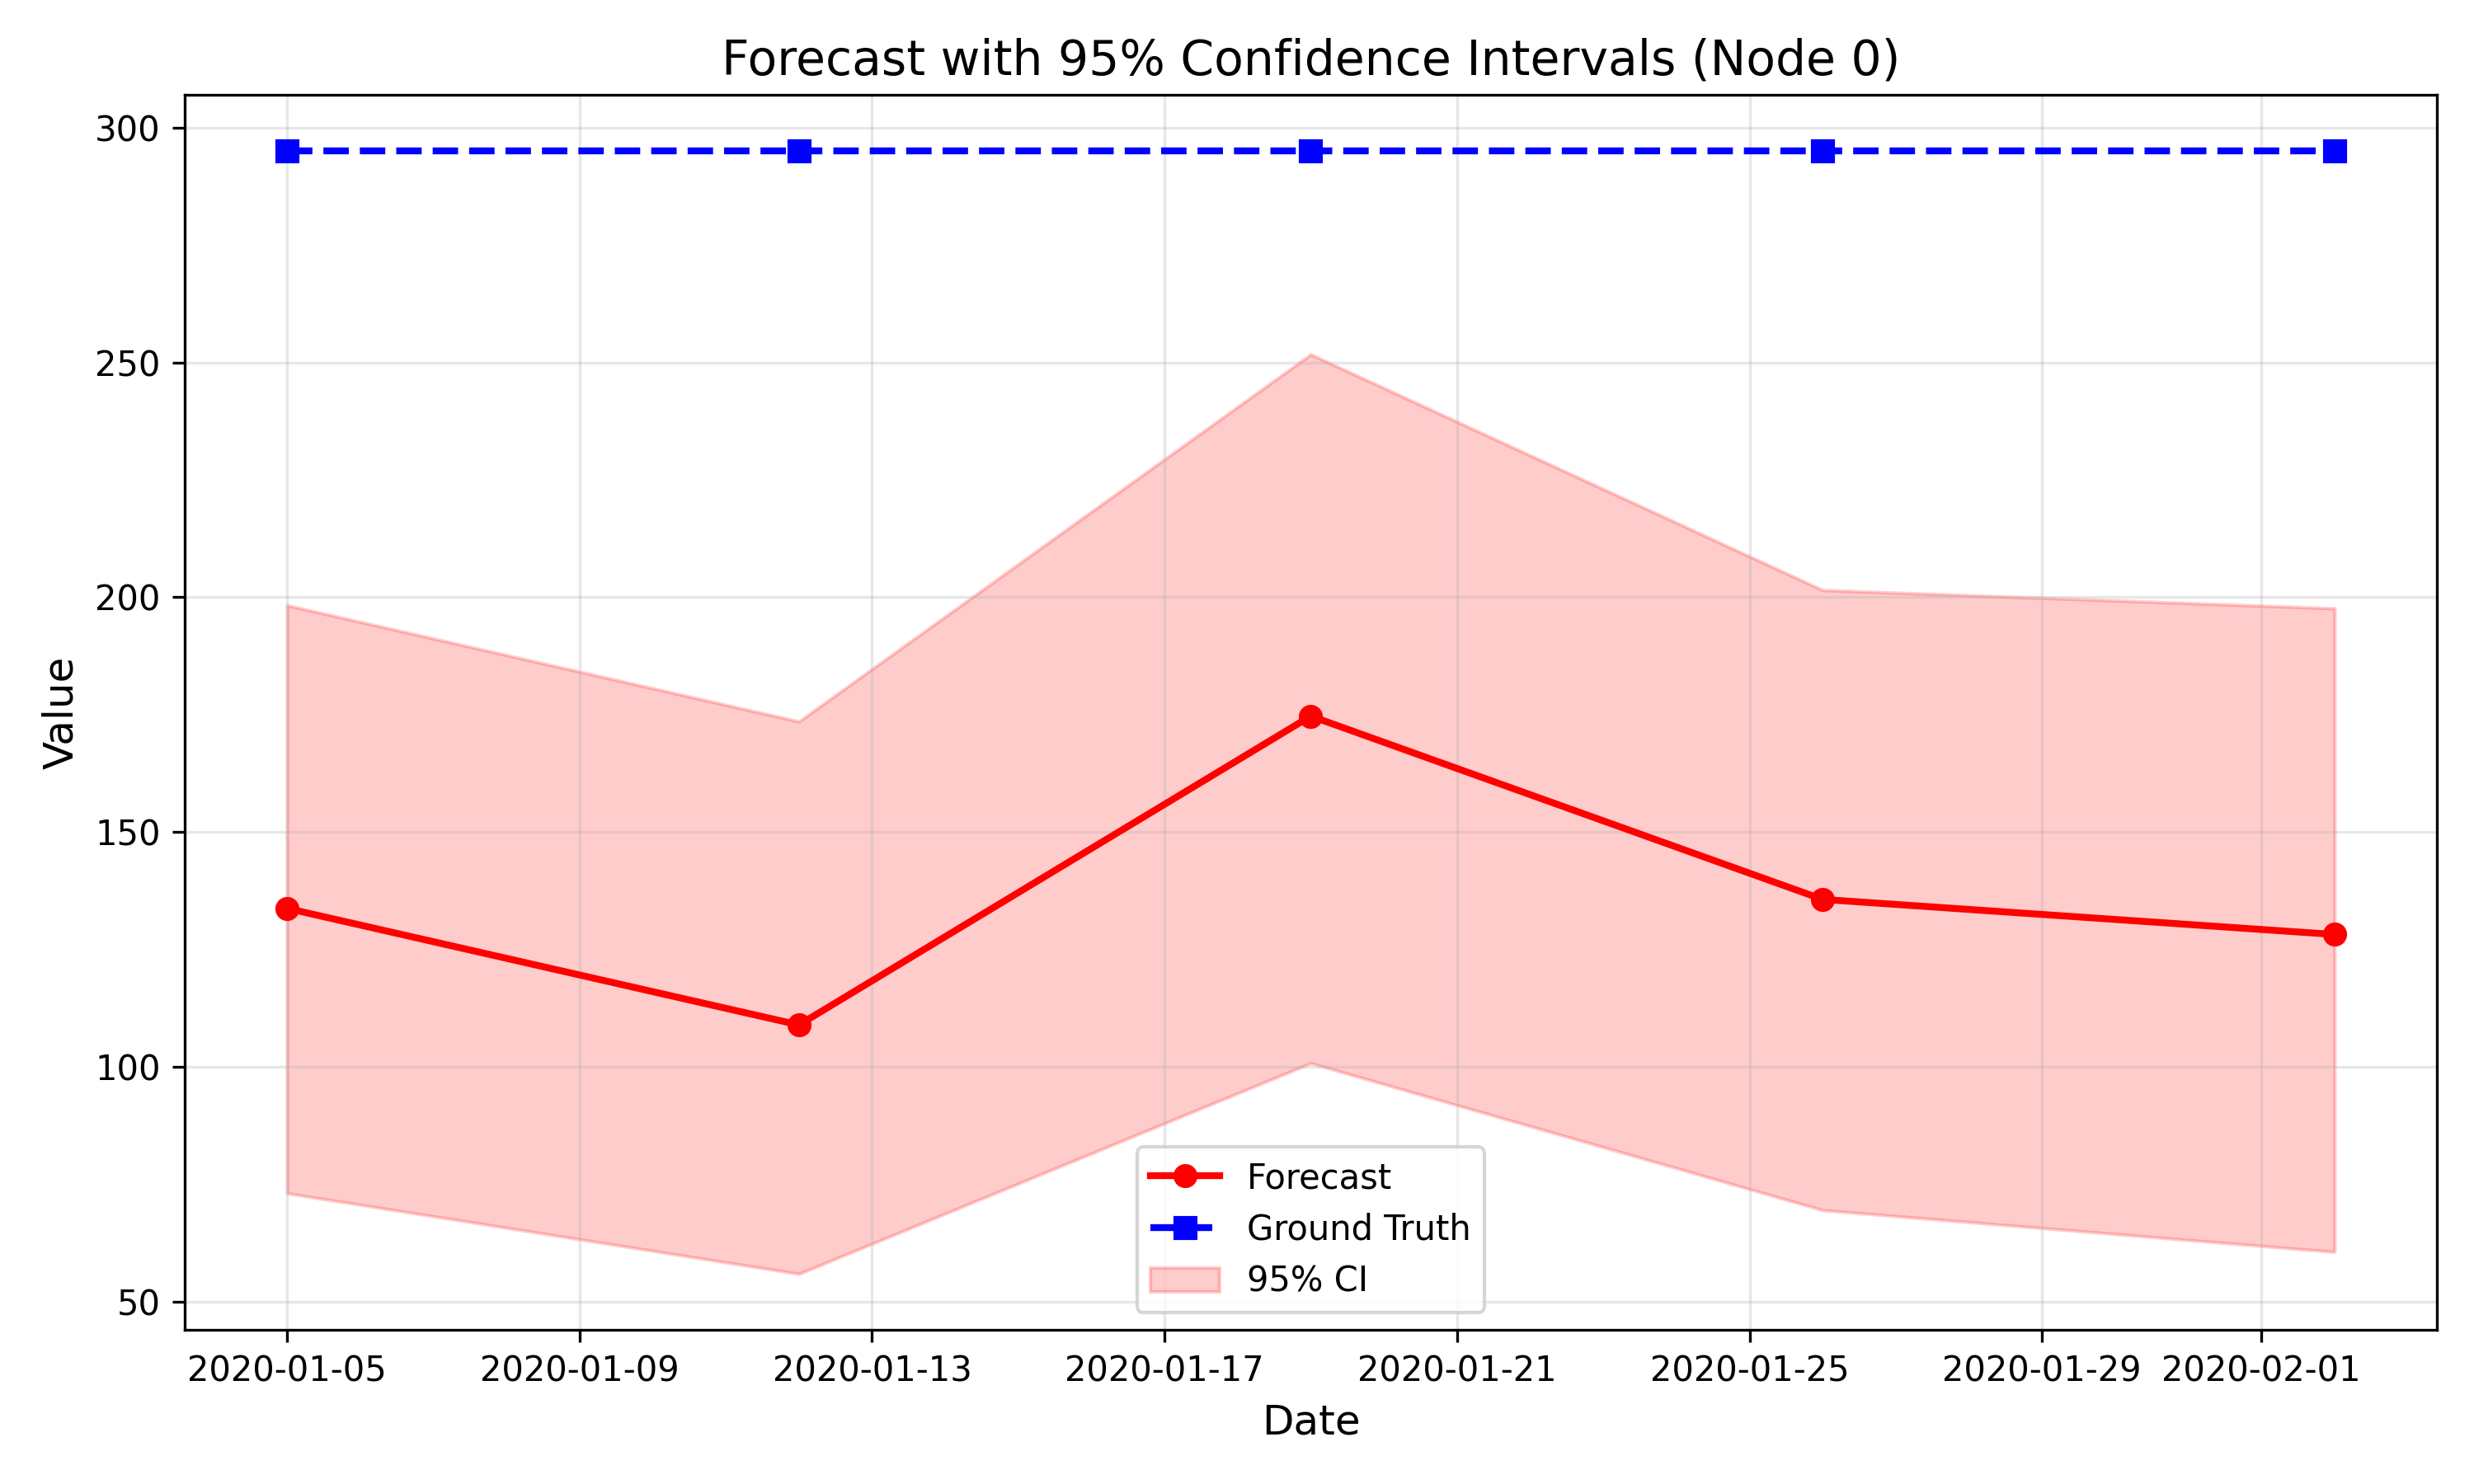 Forecast with 95% Confidence Intervals (Node 0)
300
250
200
150
100
50
Value
Forecast
Ground Truth
95% CI
2020-01-05 2020-01-09 2020-01-13 2020-01-17 2020-01-21 2020-01-25 2020-01-29 2020-02-01
Date